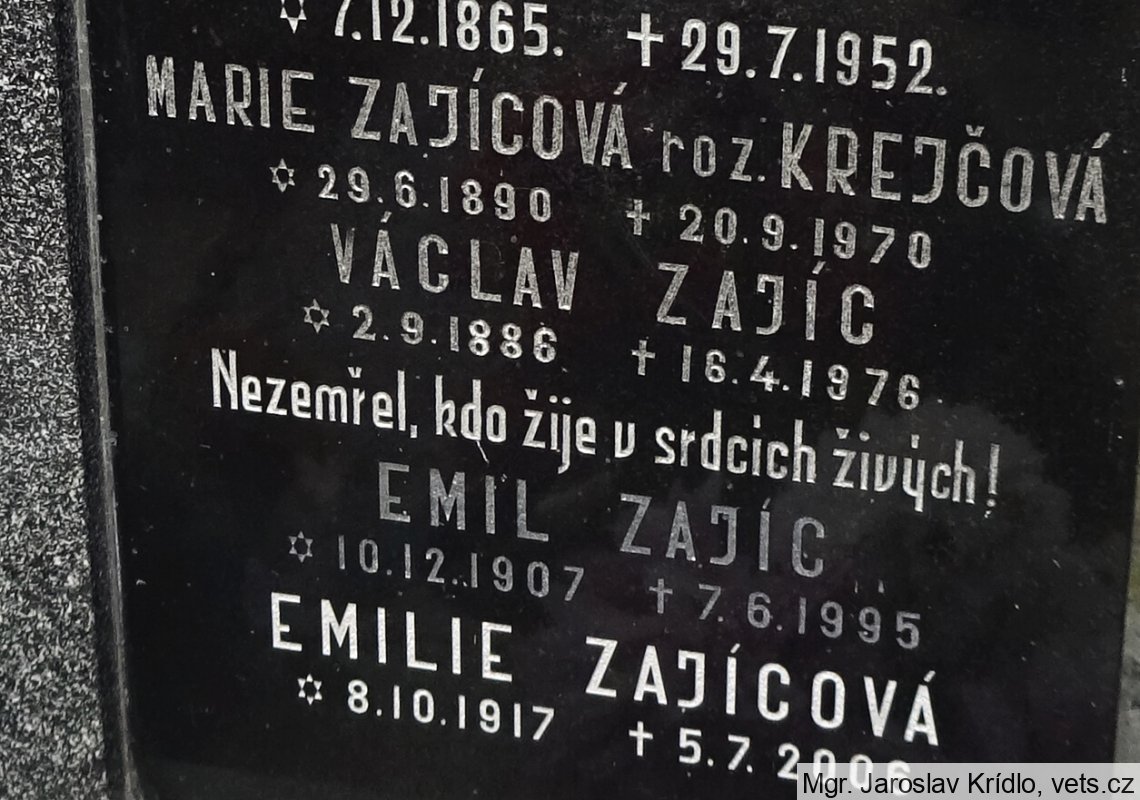 ✡ 7.12.1865. ✝ 29.7.1952.
MARIE ZAJÍCOVÁ roz. KREJČOVÁ
✡ 29.6.1890 ✝ 20.9.1970
VÁCLAV ZAJÍC
✡ 2.9.1886 ✝ 16.4.1976
Nezemřel, kdo žije v srdcich živých!
EMIL ZAJÍC
✡ 10.12.1907 ✝ 7.6.1995
EMILIE ZAJÍCOVÁ
✡ 8.10.1917 ✝ 5.7.2006
Mgr. Jaroslav Krídlo, vets.cz